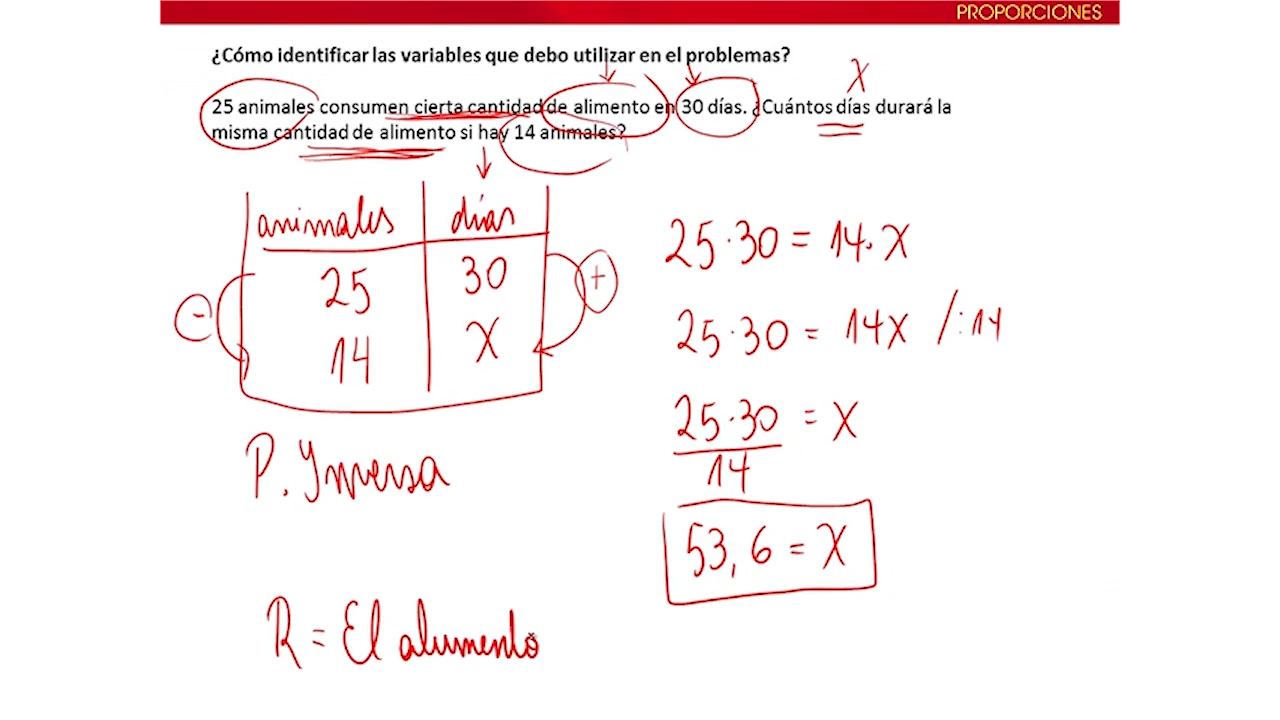 PROPORCIONES
¿Cómo identificar las variables que debo utilizar en el problemas?
X
25 animales consumen cierta cantidad de alimento en 30 días. ¿Cuántos días durará la
misma cantidad de alimento si hay 14 animales?
animales días
25 30
14 X
- +
P. Inversa
25·30 = 14·X
25·30 = 14X /:14
25·30 = X
14
53,6 = X
R = El alimento